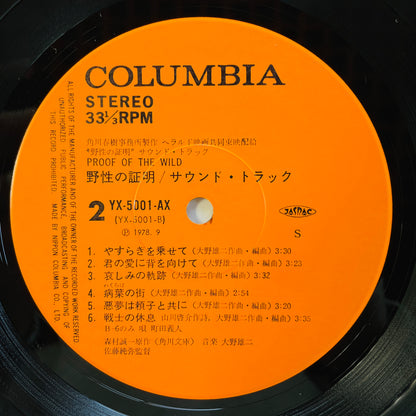 COLUMBIA
STEREO
33⅓RPM
角川春樹事務所製作 ヘラルド映画共同東映配給
“野性の証明” サウンド・トラック
PROOF OF THE WILD
野性の証明/サウンド・トラック
2 YX-5001-AX
(YX-5001-B)
Ⓟ 1978. 9
JASRAC
S
1. やすらぎを乗せて (大野雄二作曲・編曲) 3:30
2. 君の愛に背を向けて (大野雄二作曲・編曲) 3:23
3. 哀しみの軌跡 (大野雄二作曲・編曲) 3:32
わくらば
4. 病葉の街 (大野雄二作曲・編曲) 2:54
5. 悪夢は頼子と共に (大野雄二作曲・編曲) 3:20
6. 戦士の休息 (山川啓介作詩、大野雄二作曲・編曲) 3:35
B-6のみ 唄 町田義人
森村誠一原作 (角川文庫) 音楽 大野雄二
佐藤純弥監督
ALL RIGHTS OF THE MANUFACTURER AND OF THE OWNER OF THE RECORDED WORK RESERVED
UNAUTHORIZED PUBLIC PERFORMANCE, BROADCASTING AND COPYING OF
THIS RECORD PROHIBITED. MADE BY NIPPON COLUMBIA CO., LTD.